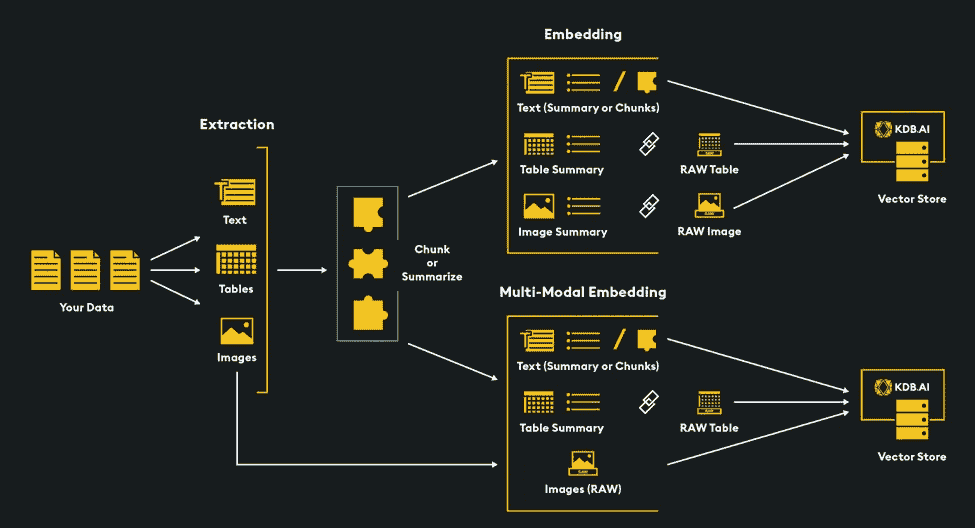 Embedding
Text (Summary or Chunks)
KDB.AI
Extraction
Table Summary
RAW Table
Vector Store
Text
Image Summary
RAW Image
Chunk
or
Summarize
Tables
Your Data
Multi-Modal Embedding
Images
Text (Summary or Chunks)
KDB.AI
Table Summary
RAW Table
Vector Store
Images (RAW)